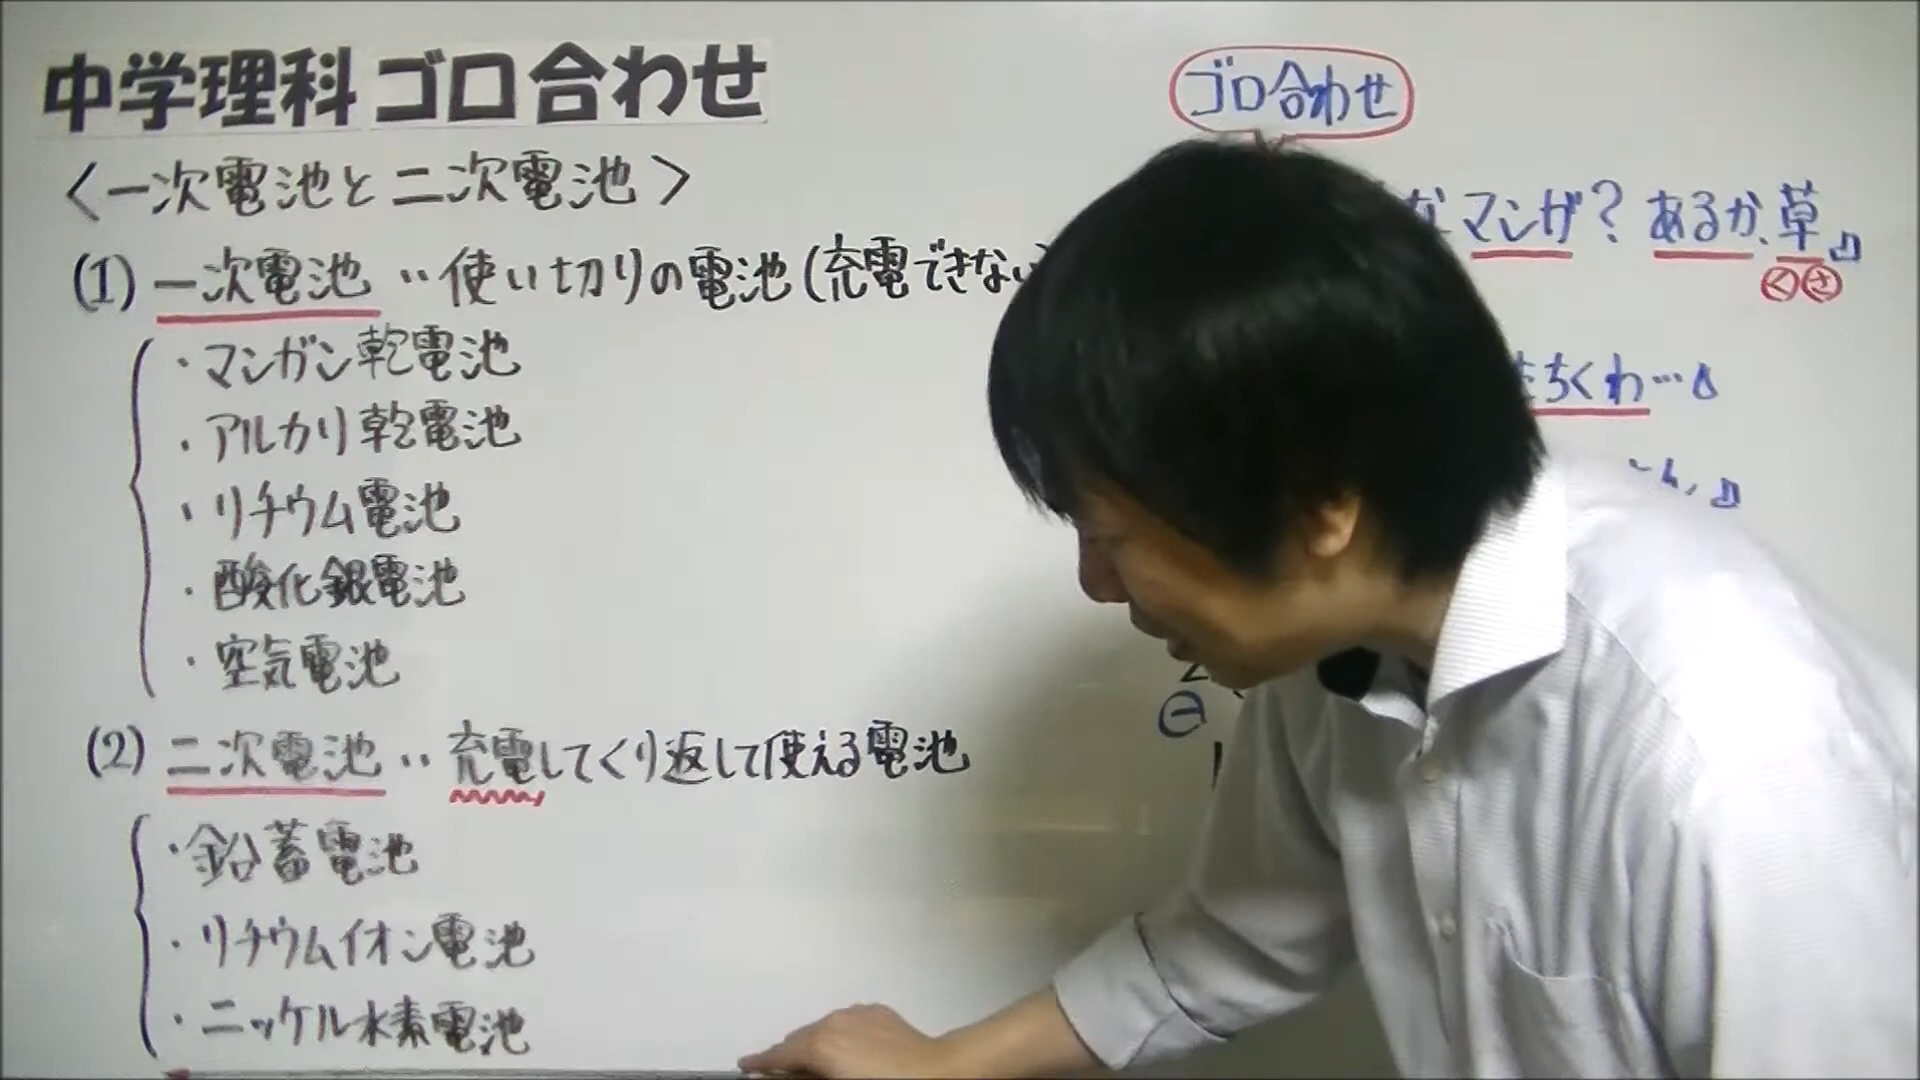 中学理科ゴロ合わせ
<一次電池と二次電池>
(1)一次電池‥使い切りの電池(充電できない
・マンガン乾電池
・アルカリ乾電池
・リチウム電池
・酸化銀電池
・空気電池
(2)二次電池‥充電してくり返して使える電池
・鉛蓄電池
・リチウムイオン電池
・ニッケル水素電池
ゴロ合わせ
なマンガ?あるか、草』
くさ
ちくわ…』
⊖